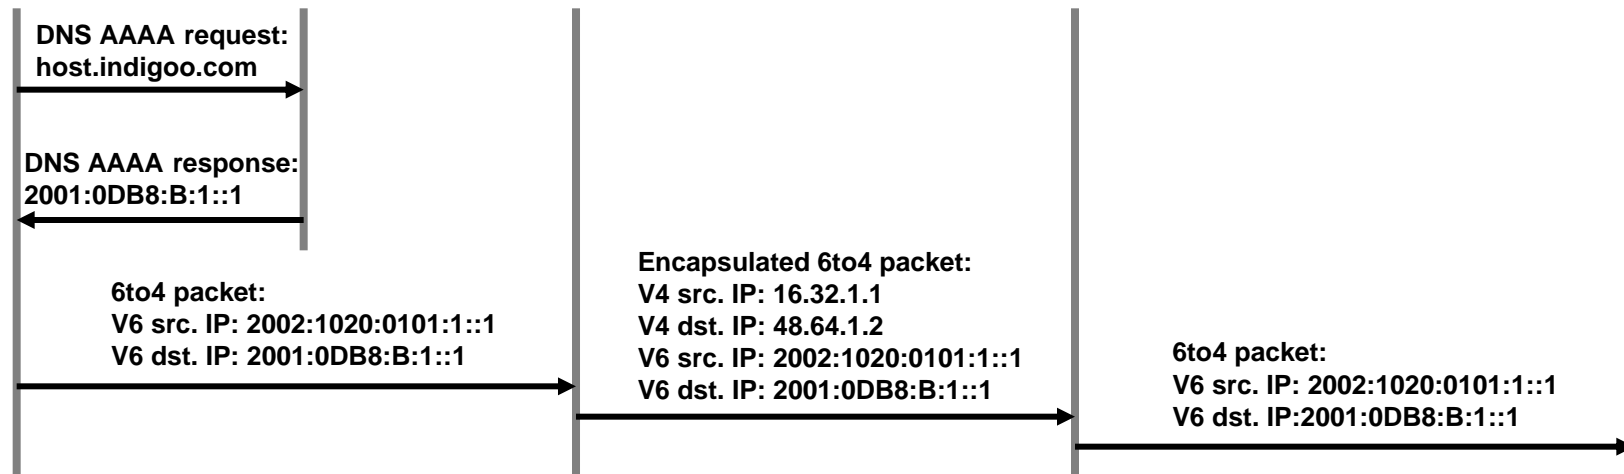 DNS AAAA request:
host.indigoo.com
DNS AAAA response:
2001:0DB8:B:1::1
6to4 packet:
V6 src. IP: 2002:1020:0101:1::1
V6 dst. IP: 2001:0DB8:B:1::1
Encapsulated 6to4 packet:
V4 src. IP: 16.32.1.1
V4 dst. IP: 48.64.1.2
V6 src. IP: 2002:1020:0101:1::1
V6 dst. IP: 2001:0DB8:B:1::1
6to4 packet:
V6 src. IP: 2002:1020:0101:1::1
V6 dst. IP:2001:0DB8:B:1::1